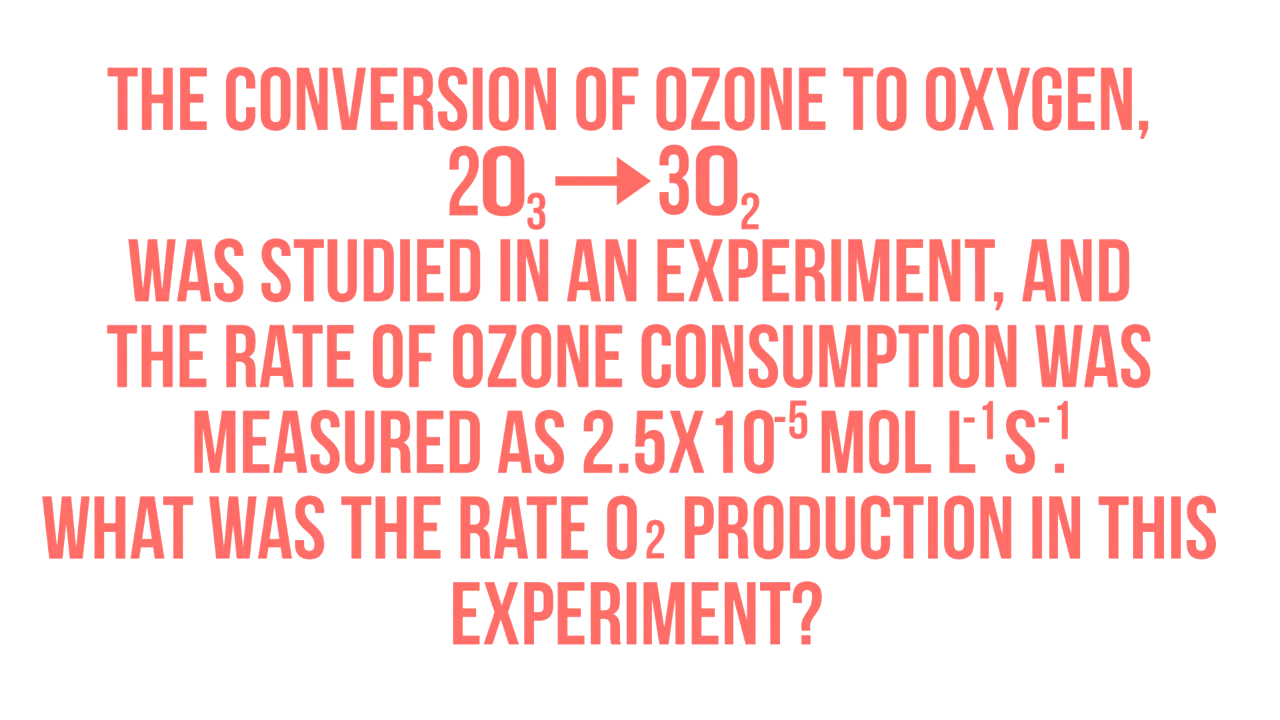 THE CONVERSION OF OZONE TO OXYGEN,
2O₃ → 3O₂
WAS STUDIED IN AN EXPERIMENT, AND
THE RATE OF OZONE CONSUMPTION WAS
MEASURED AS 2.5X10⁻⁵ MOL L⁻¹ S⁻¹.
WHAT WAS THE RATE O₂ PRODUCTION IN THIS
EXPERIMENT?